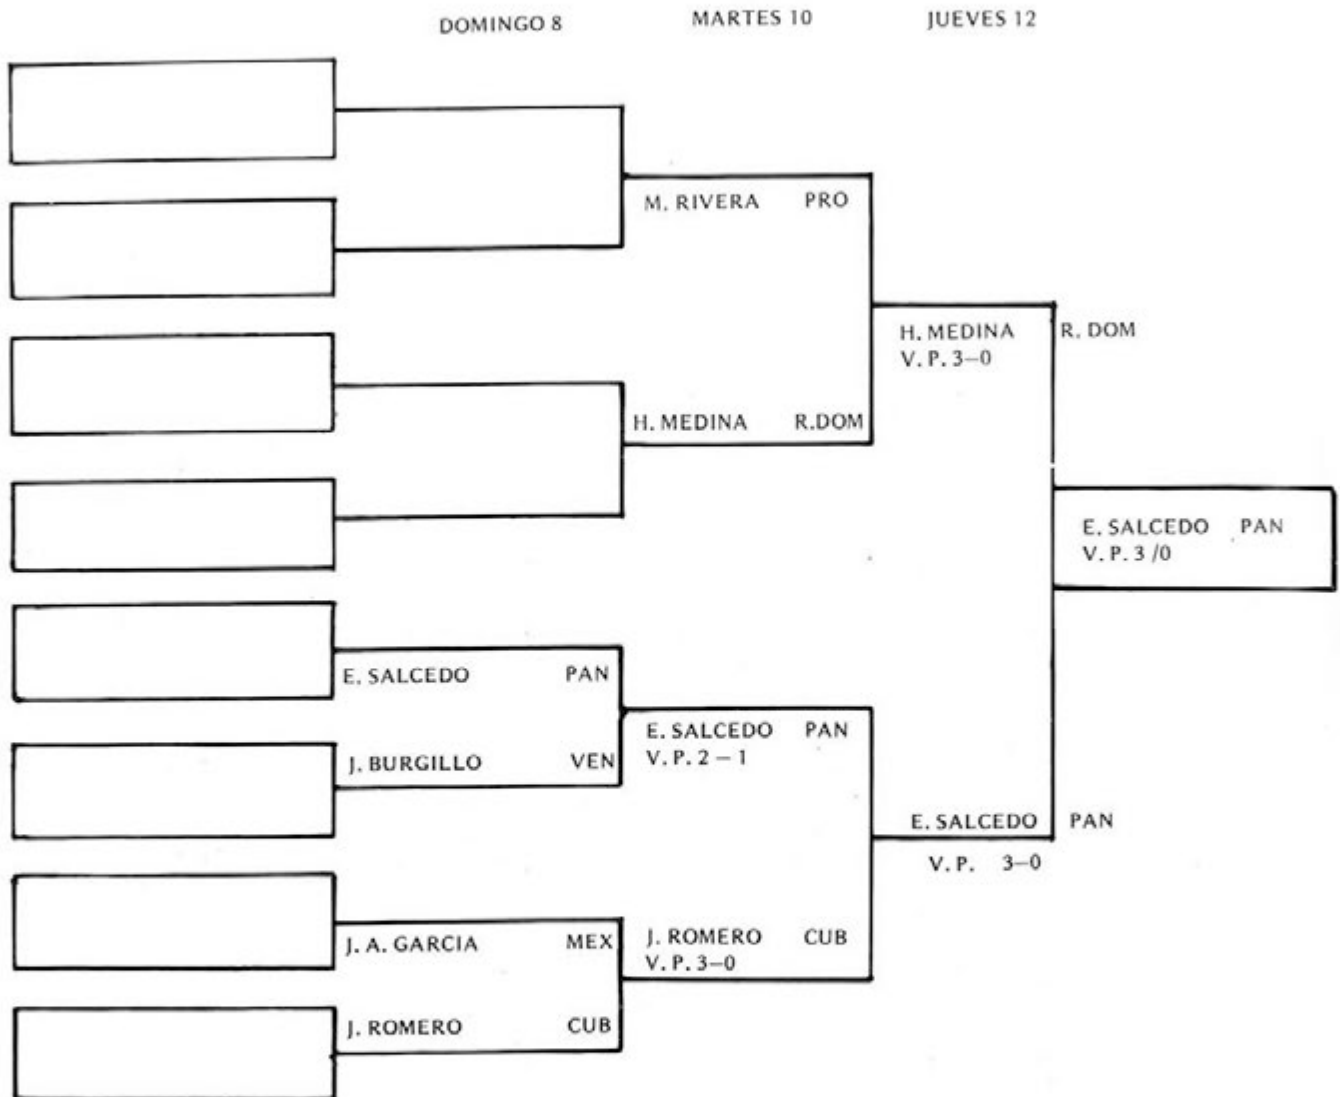 DOMINGO 8 MARTES 10 JUEVES 12
M. RIVERA PRO
H. MEDINA R. DOM
V. P. 3–0
H. MEDINA R.DOM
E. SALCEDO PAN
V. P. 3 /0
E. SALCEDO PAN
E. SALCEDO PAN
V. P. 2 – 1
J. BURGILLO VEN
E. SALCEDO PAN
V. P. 3–0
J. A. GARCIA MEX
J. ROMERO CUB
V. P. 3–0
J. ROMERO CUB